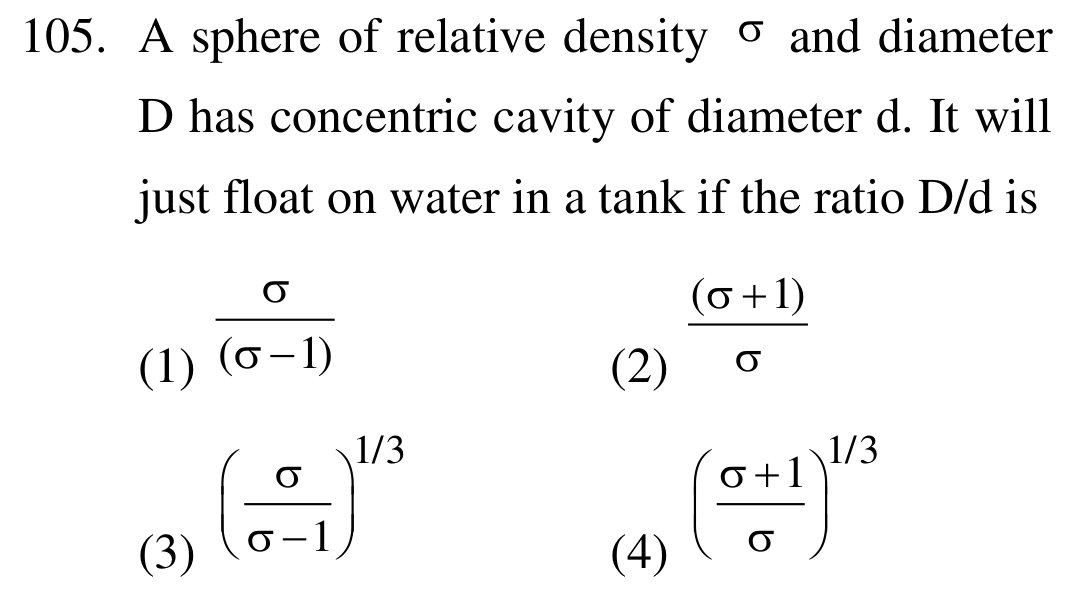 105. A sphere of relative density σ and diameter
D has concentric cavity of diameter d. It will
just float on water in a tank if the ratio D/d is
(1) σ/(σ−1) (2) (σ+1)/σ
(3) (σ/(σ−1))^1/3 (4) ((σ+1)/σ)^1/3